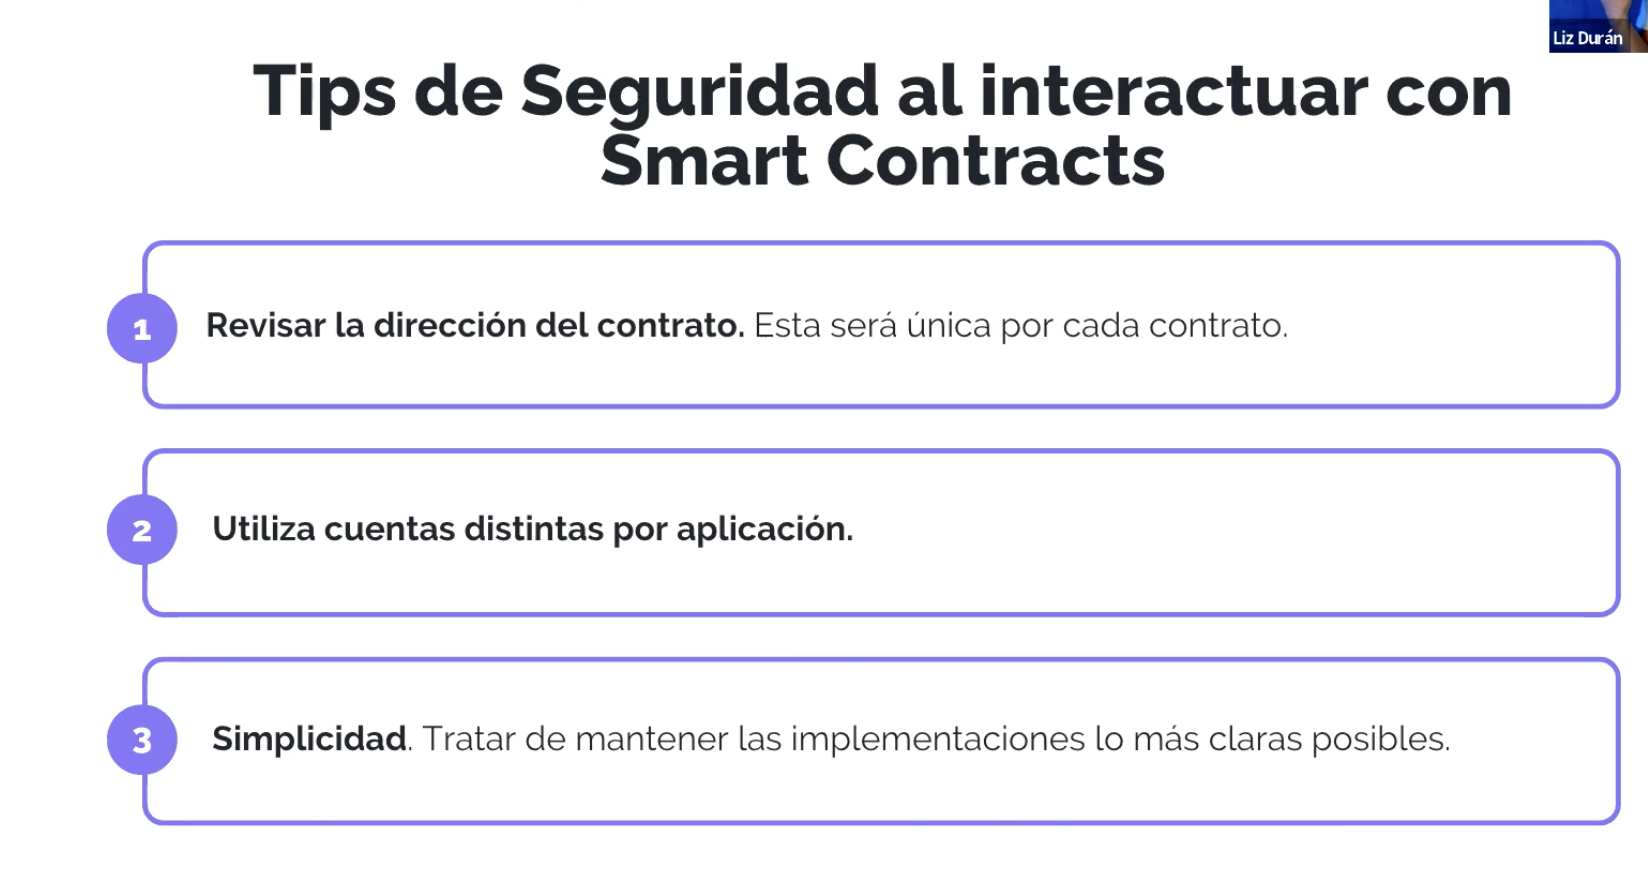 Liz Durán
Tips de Seguridad al interactuar con
Smart Contracts
1
Revisar la dirección del contrato. Esta será única por cada contrato.
2
Utiliza cuentas distintas por aplicación.
3
Simplicidad. Tratar de mantener las implementaciones lo más claras posibles.